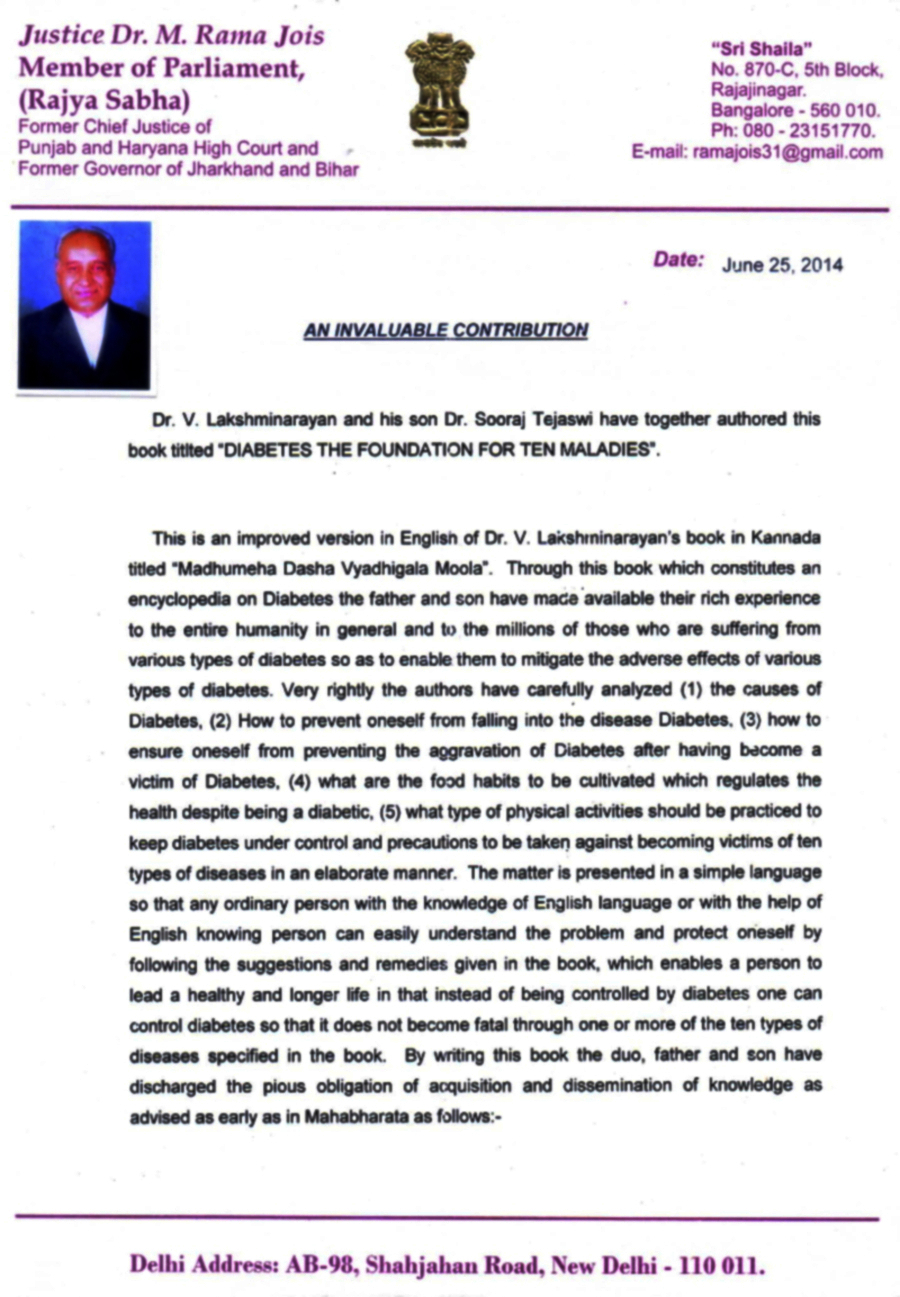 Justice Dr. M. Rama Jois
Member of Parliament,
(Rajya Sabha)
Former Chief Justice of
Punjab and Haryana High Court and
Former Governor of Jharkhand and Bihar
"Sri Shaila"
No. 870-C, 5th Block,
Rajajinagar.
Bangalore - 560 010.
Ph: 080 - 23151770.
E-mail: ramajois31@gmail.com
सत्यमेव जयते
Date: June 25, 2014
AN INVALUABLE CONTRIBUTION
Dr. V. Lakshminarayan and his son Dr. Sooraj Tejaswi have together authored this
book titlted "DIABETES THE FOUNDATION FOR TEN MALADIES".
This is an improved version in English of Dr. V. Lakshminarayan's book in Kannada
titled "Madhumeha Dasha Vyadhigala Moola". Through this book which constitutes an
encyclopedia on Diabetes the father and son have made available their rich experience
to the entire humanity in general and to the millions of those who are suffering from
various types of diabetes so as to enable them to mitigate the adverse effects of various
types of diabetes. Very rightly the authors have carefully analyzed (1) the causes of
Diabetes, (2) How to prevent oneself from falling into the disease Diabetes, (3) how to
ensure oneself from preventing the aggravation of Diabetes after having become a
victim of Diabetes, (4) what are the food habits to be cultivated which regulates the
health despite being a diabetic, (5) what type of physical activities should be practiced to
keep diabetes under control and precautions to be taken against becoming victims of ten
types of diseases in an elaborate manner. The matter is presented in a simple language
so that any ordinary person with the knowledge of English language or with the help of
English knowing person can easily understand the problem and protect oneself by
following the suggestions and remedies given in the book, which enables a person to
lead a healthy and longer life in that instead of being controlled by diabetes one can
control diabetes so that it does not become fatal through one or more of the ten types of
diseases specified in the book. By writing this book the duo, father and son have
discharged the pious obligation of acquisition and dissemination of knowledge as
advised as early as in Mahabharata as follows:-
Delhi Address: AB-98, Shahjahan Road, New Delhi - 110 011.